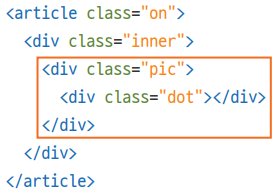 <article class="on">
  <div class="inner">
    <div class="pic">
      <div class="dot"></div>
    </div>
  </div>
</article>